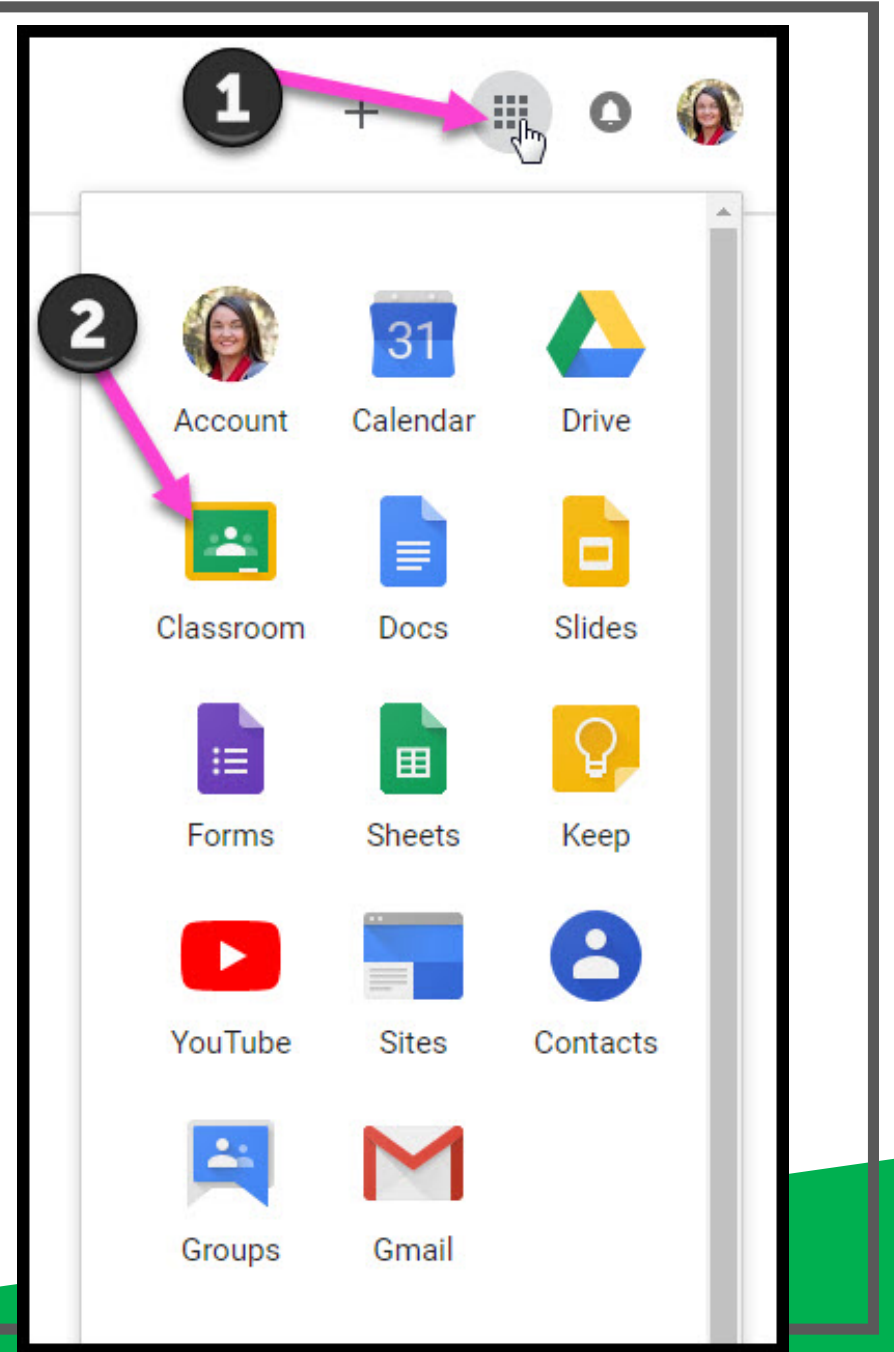 1
2
31
Account Calendar Drive
Classroom Docs Slides
Forms Sheets Keep
YouTube Sites Contacts
Groups Gmail